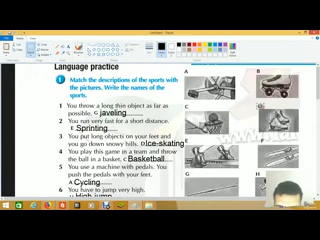 Language practice
1 Match the descriptions of the sports with
the pictures. Write the names of the
sports.
1 You throw a long thin object as far as
possible. G javeling
2 You run very fast for a short distance.
E Sprinting
3 You put long objects on your feet and
you go down snowy hills. D Ice-skating
4 You play this game in a team and throw
the ball in a basket. C Basketball
5 You use a machine with pedals. You
push the pedals with your feet.
A Cycling
6 You have to jump very high.
High jump
A
B
C
E
G
H